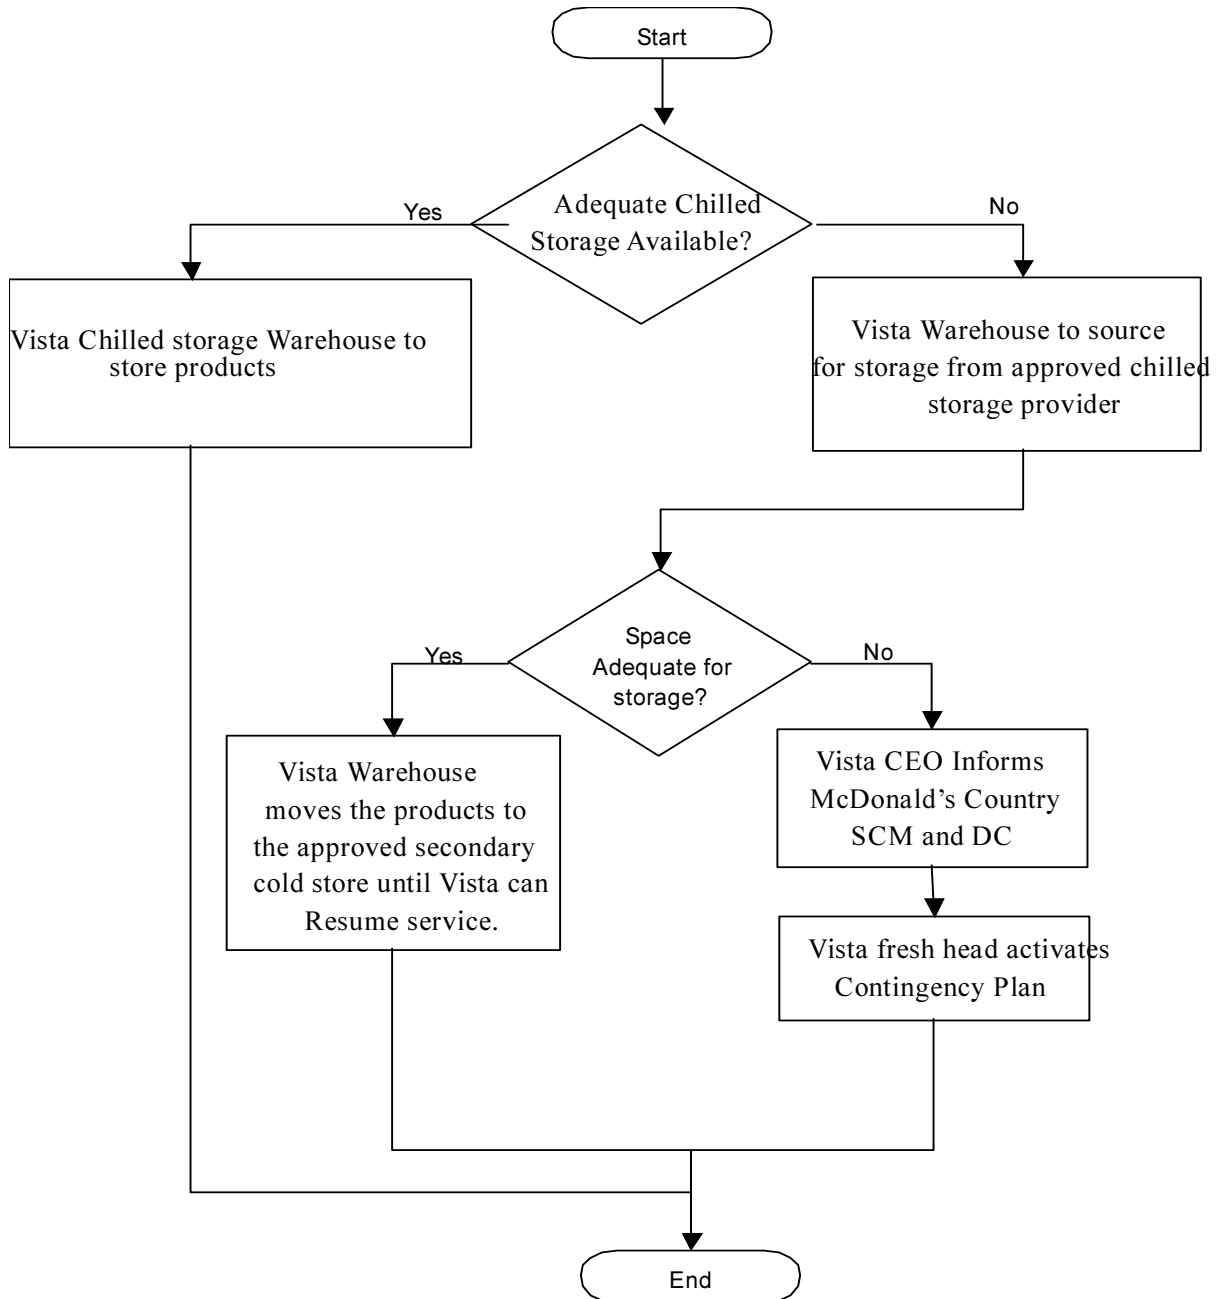 Start
Adequate Chilled
Storage Available?
Yes
No
Vista Chilled storage Warehouse to
store products
Vista Warehouse to source
for storage from approved chilled
storage provider
Space
Adequate for
storage?
Yes
No
Vista Warehouse
moves the products to
the approved secondary
cold store until Vista can
Resume service.
Vista CEO Informs
McDonald’s Country
SCM and DC
Vista fresh head activates
Contingency Plan
End